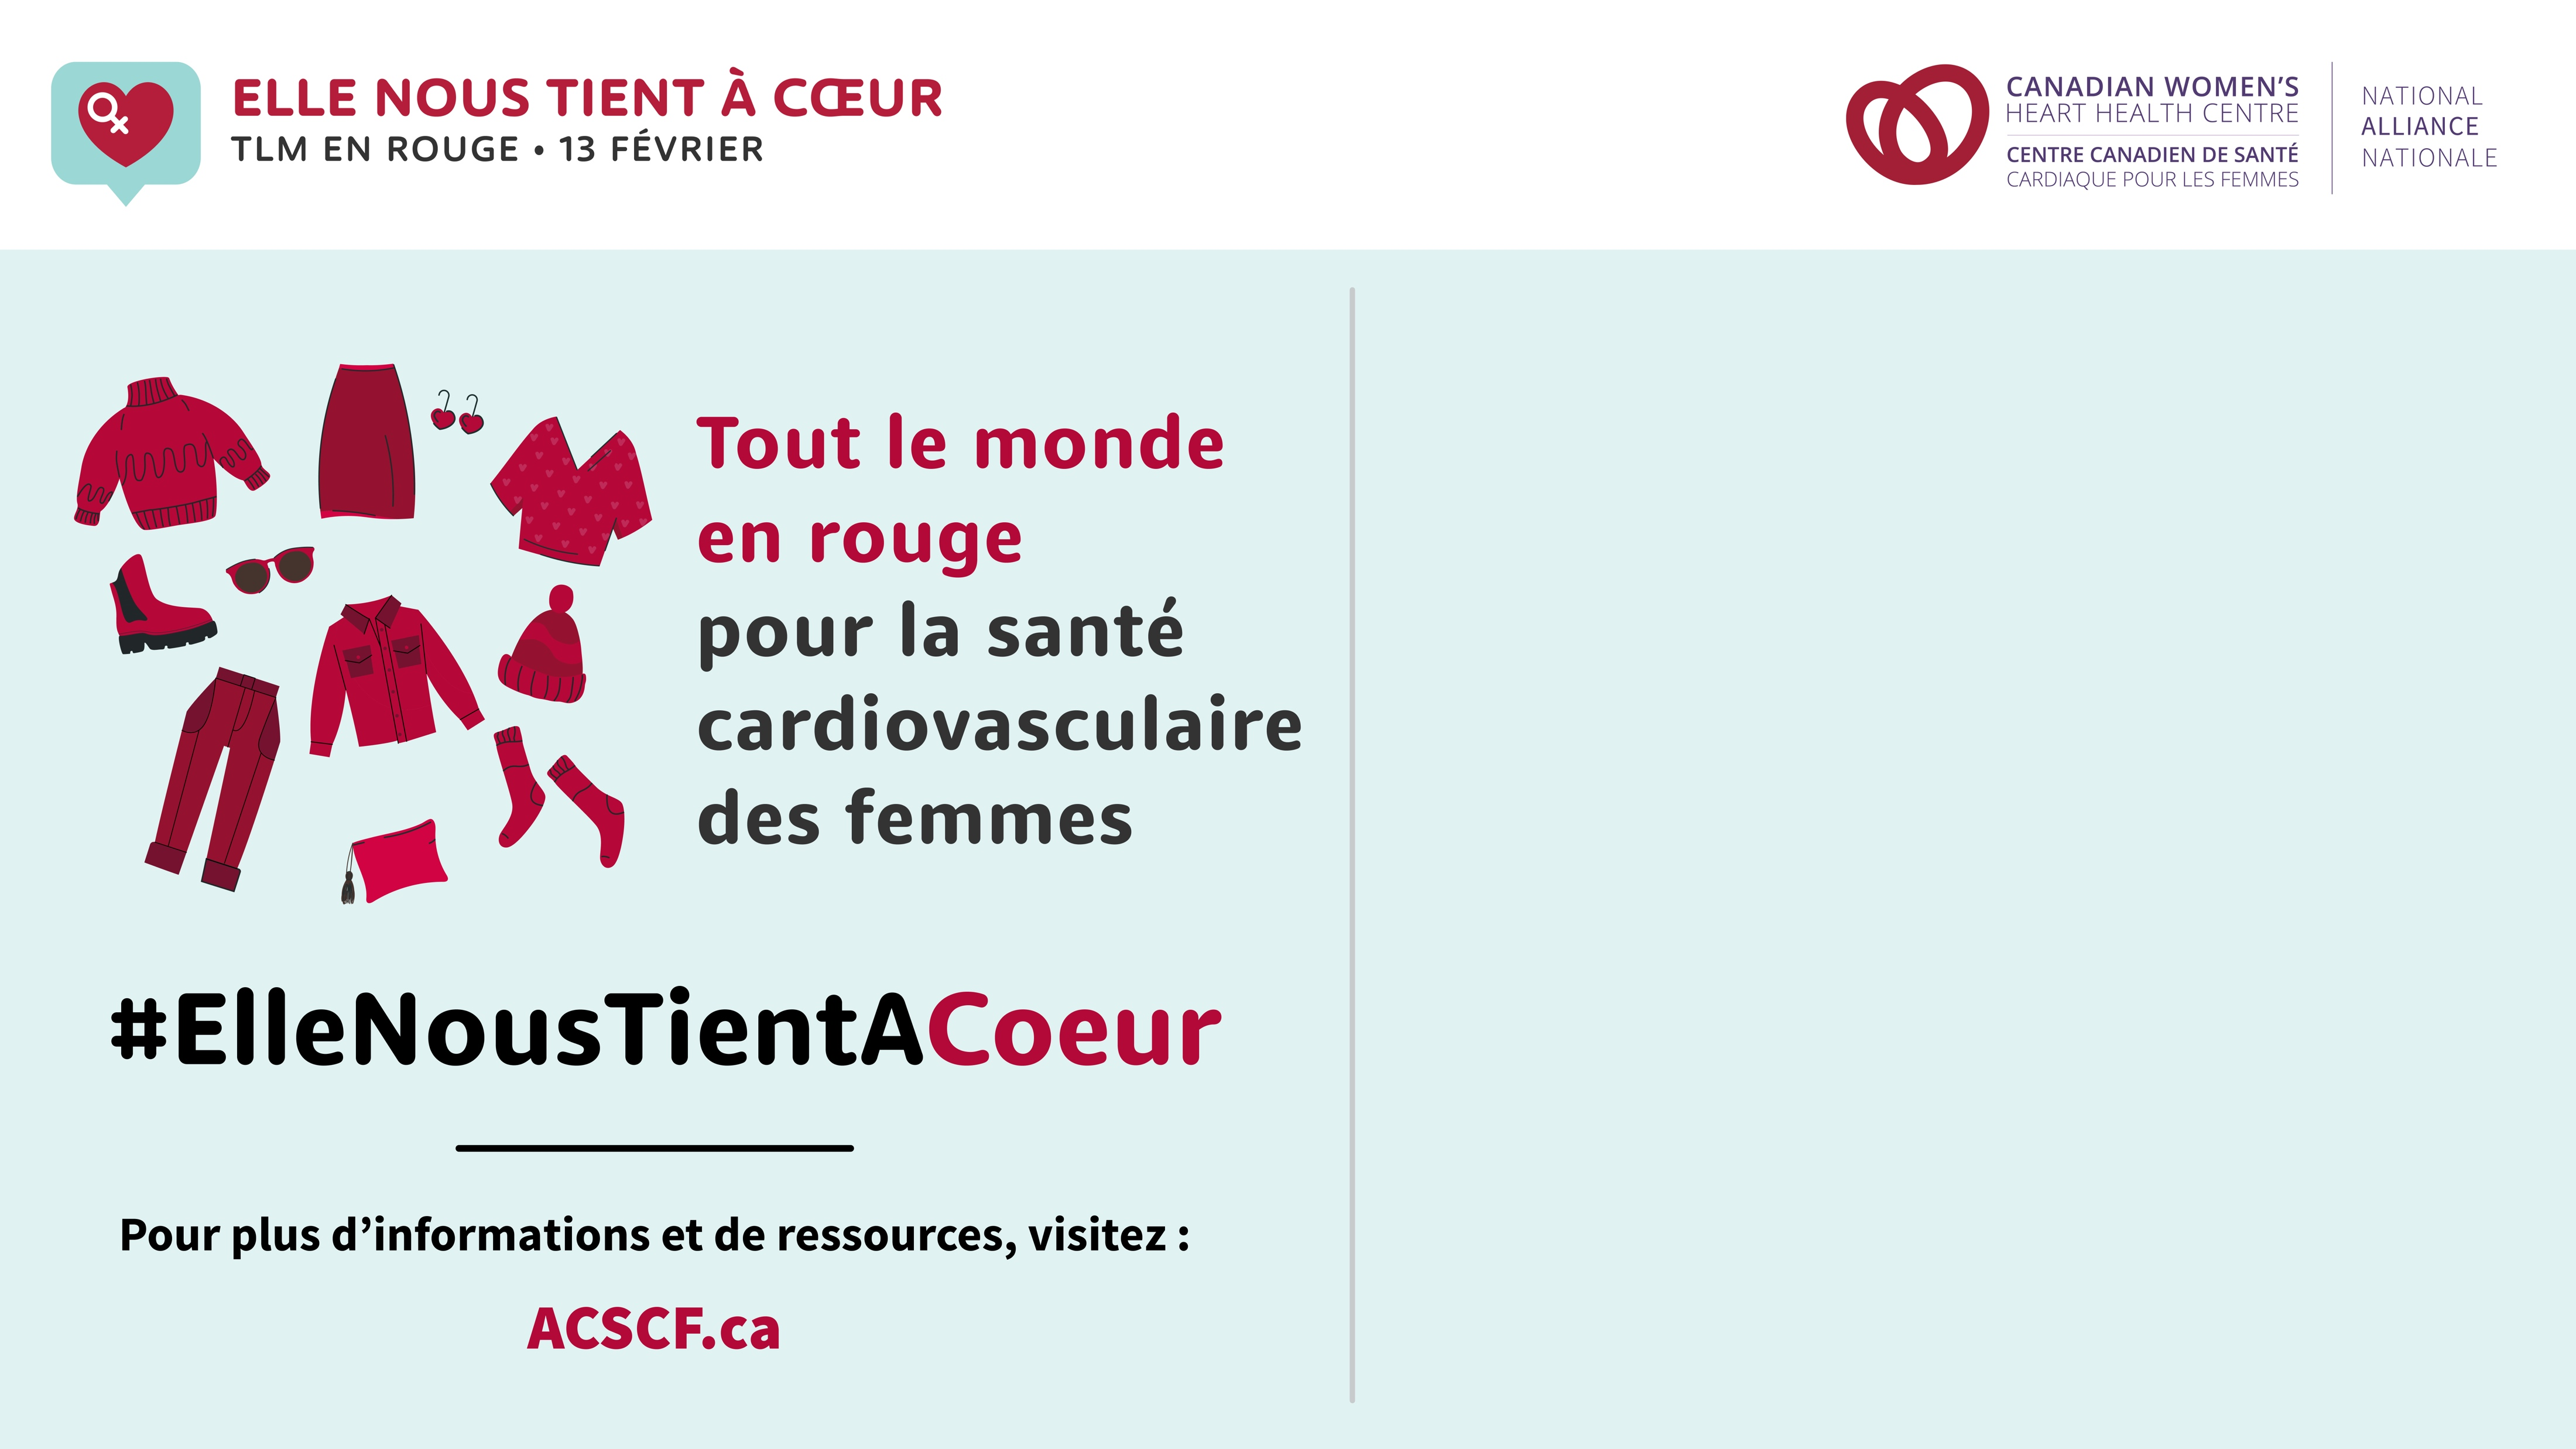 ELLE NOUS TIENT À CŒUR
TLM EN ROUGE • 13 FÉVRIER
CANADIAN WOMEN'S
HEART HEALTH CENTRE
CENTRE CANADIEN DE SANTÉ
CARDIAQUE POUR LES FEMMES
NATIONAL
ALLIANCE
NATIONALE
Tout le monde
en rouge
pour la santé
cardiovasculaire
des femmes
#ElleNousTientACoeur
Pour plus d’informations et de ressources, visitez :
ACSCF.ca